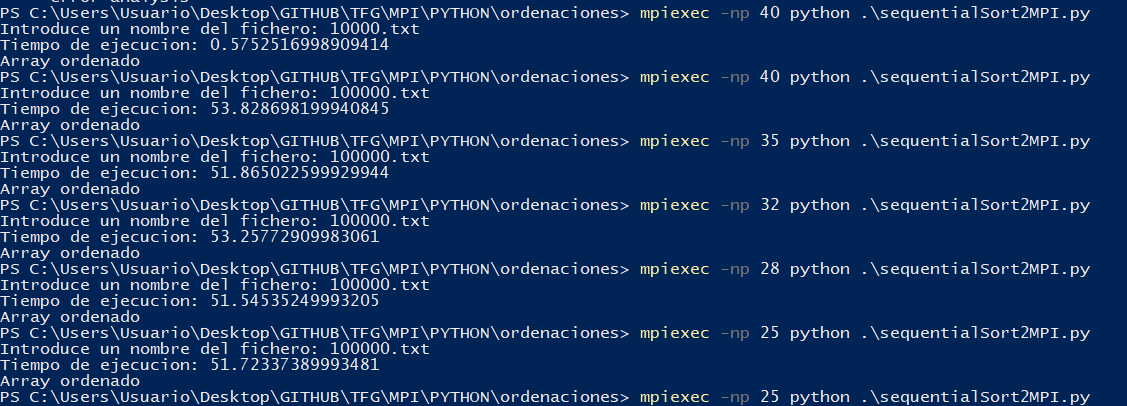 PS C:\Users\Usuario\Desktop\GITHUB\TFG\MPI\PYTHON\ordenaciones> mpiexec -np 40 python .\sequentialSort2MPI.py
Introduce un nombre del fichero: 10000.txt
Tiempo de ejecucion: 0.5752516998909414
Array ordenado
PS C:\Users\Usuario\Desktop\GITHUB\TFG\MPI\PYTHON\ordenaciones> mpiexec -np 40 python .\sequentialSort2MPI.py
Introduce un nombre del fichero: 100000.txt
Tiempo de ejecucion: 53.828698199940845
Array ordenado
PS C:\Users\Usuario\Desktop\GITHUB\TFG\MPI\PYTHON\ordenaciones> mpiexec -np 35 python .\sequentialSort2MPI.py
Introduce un nombre del fichero: 100000.txt
Tiempo de ejecucion: 51.865022599929944
Array ordenado
PS C:\Users\Usuario\Desktop\GITHUB\TFG\MPI\PYTHON\ordenaciones> mpiexec -np 32 python .\sequentialSort2MPI.py
Introduce un nombre del fichero: 100000.txt
Tiempo de ejecucion: 53.25772909983061
Array ordenado
PS C:\Users\Usuario\Desktop\GITHUB\TFG\MPI\PYTHON\ordenaciones> mpiexec -np 28 python .\sequentialSort2MPI.py
Introduce un nombre del fichero: 100000.txt
Tiempo de ejecucion: 51.54535249993205
Array ordenado
PS C:\Users\Usuario\Desktop\GITHUB\TFG\MPI\PYTHON\ordenaciones> mpiexec -np 25 python .\sequentialSort2MPI.py
Introduce un nombre del fichero: 100000.txt
Tiempo de ejecucion: 51.72337389993481
Array ordenado
PS C:\Users\Usuario\Desktop\GITHUB\TFG\MPI\PYTHON\ordenaciones> mpiexec -np 25 python .\sequentialSort2MPI.py